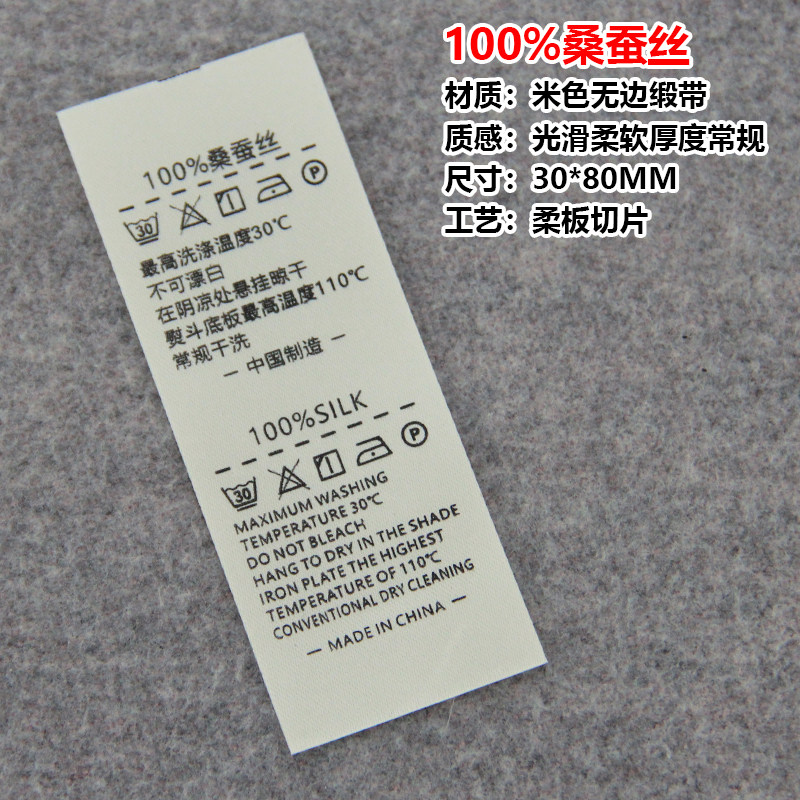 100%桑蚕丝
材质：米色无边缎带
质感：光滑柔软厚度常规
尺寸：30*80MM
工艺：柔板切片
100%桑蚕丝
30
P
最高洗涤温度30℃
不可漂白
在阴凉处悬挂晾干
熨斗底板最高温度110℃
常规干洗
— 中国制造 —
100%SILK
30
P
MAXIMUM WASHING
TEMPERATURE 30℃
DO NOT BLEACH
HANG TO DRY IN THE SHADE
IRON PLATE THE HIGHEST
TEMPERATURE OF 110℃
CONVENTIONAL DRY CLEANING
— MADE IN CHINA —